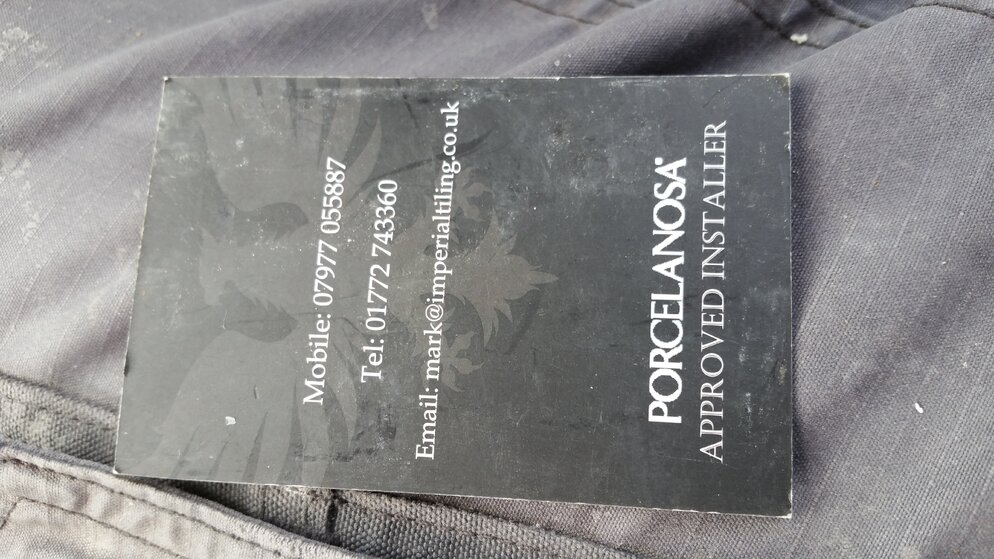 Mobile: 07977 055887
Tel: 01772 743360
Email: mark@imperialtiling.co.uk
PORCELANOSA®
APPROVED INSTALLER